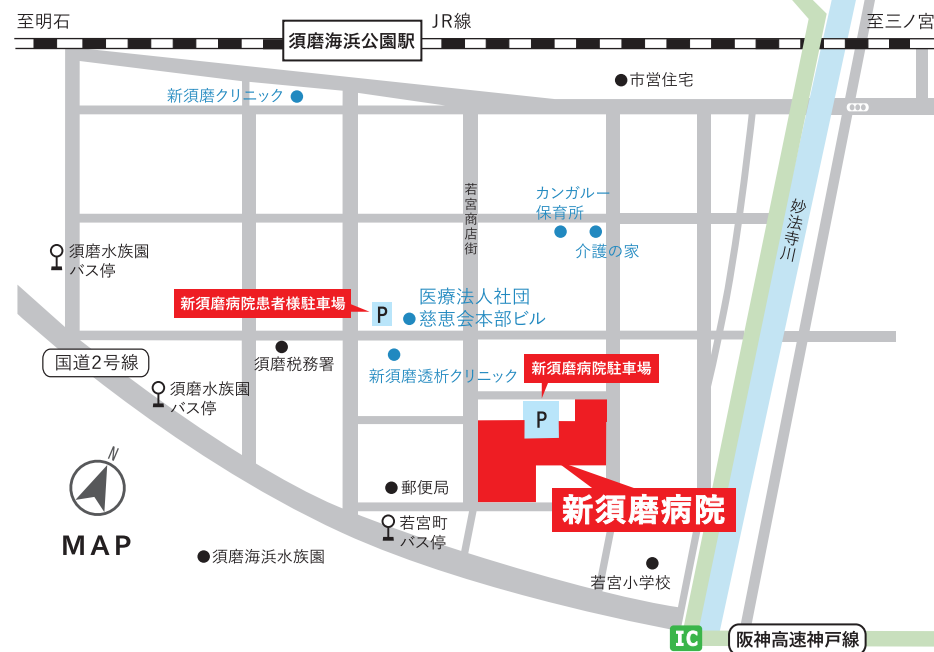 至明石
JR線
至三ノ宮
須磨海浜公園駅
市営住宅
新須磨クリニック
若宮商店街
カンガルー
保育所
介護の家
妙法寺川
須磨水族園
バス停
新須磨病院患者様駐車場
P
医療法人社団
慈恵会本部ビル
国道2号線
須磨税務署
新須磨透析クリニック
新須磨病院駐車場
P
須磨水族園
バス停
N
MAP
郵便局
新須磨病院
若宮町
バス停
須磨海浜水族園
若宮小学校
IC
阪神高速神戸線